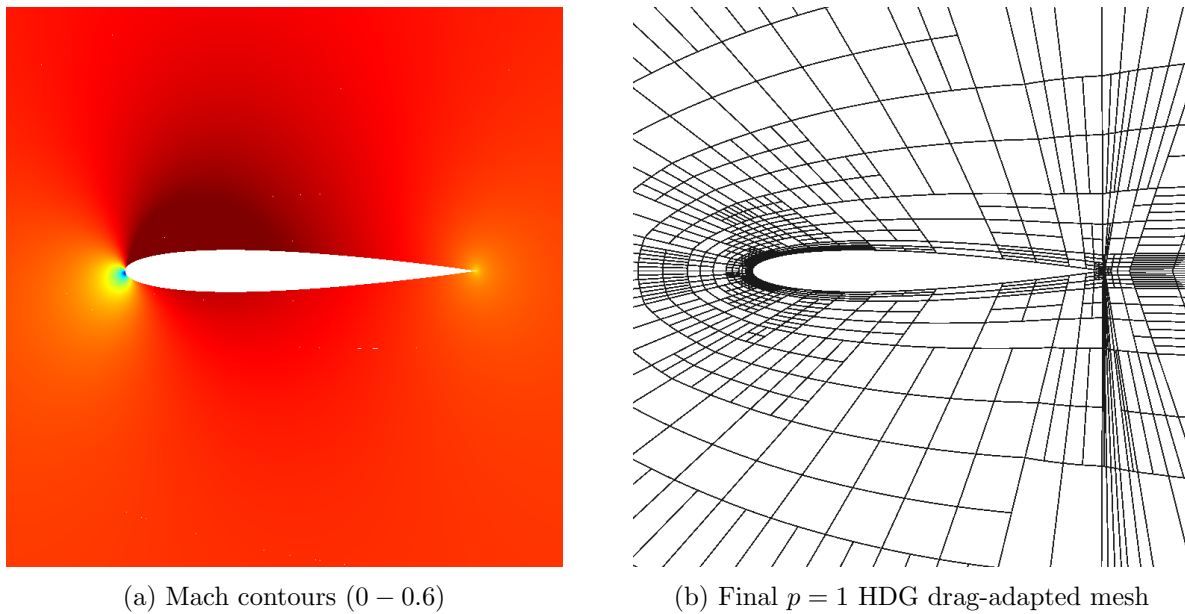 (a) Mach contours (0 − 0.6)
(b) Final p = 1 HDG drag-adapted mesh